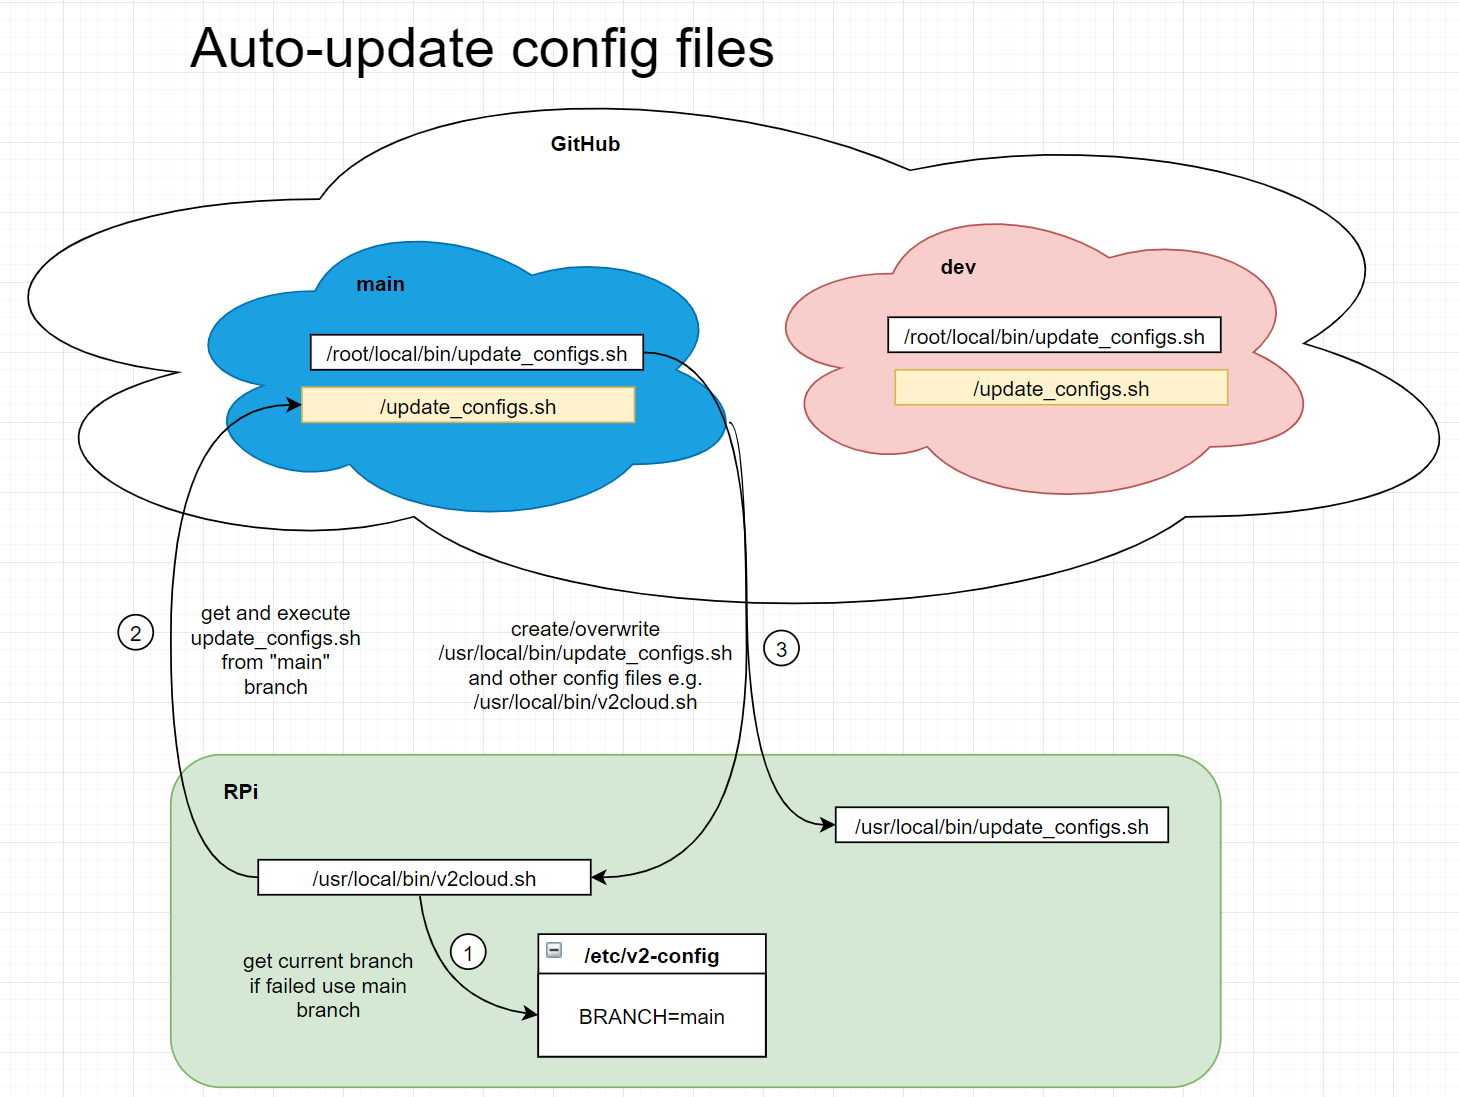 Auto-update config files
GitHub
main
/root/local/bin/update_configs.sh
/update_configs.sh
dev
/root/local/bin/update_configs.sh
/update_configs.sh
2
get and execute
update_configs.sh
from "main"
branch
create/overwrite
/usr/local/bin/update_configs.sh
and other config files e.g.
/usr/local/bin/v2cloud.sh
3
RPi
/usr/local/bin/update_configs.sh
/usr/local/bin/v2cloud.sh
get current branch
if failed use main
branch
1
/etc/v2-config
BRANCH=main